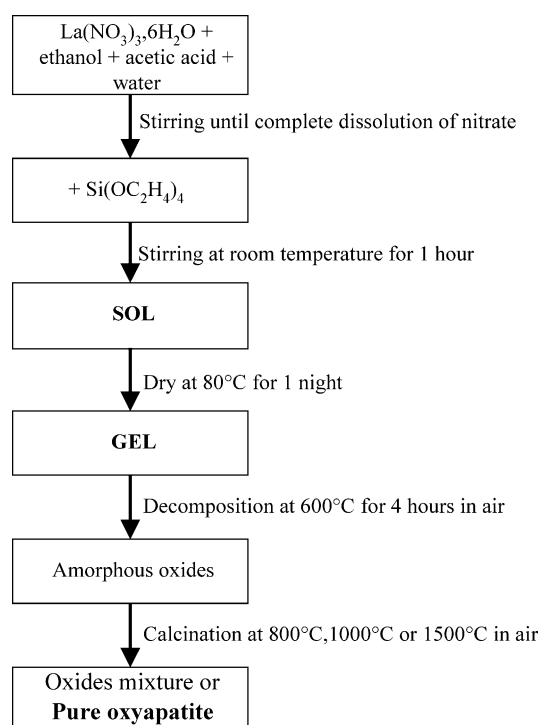 La(NO3)3,6H2O +
ethanol + acetic acid +
water
Stirring until complete dissolution of nitrate
+ Si(OC2H4)4
Stirring at room temperature for 1 hour
SOL
Dry at 80°C for 1 night
GEL
Decomposition at 600°C for 4 hours in air
Amorphous oxides
Calcination at 800°C,1000°C or 1500°C in air
Oxides mixture or
Pure oxyapatite